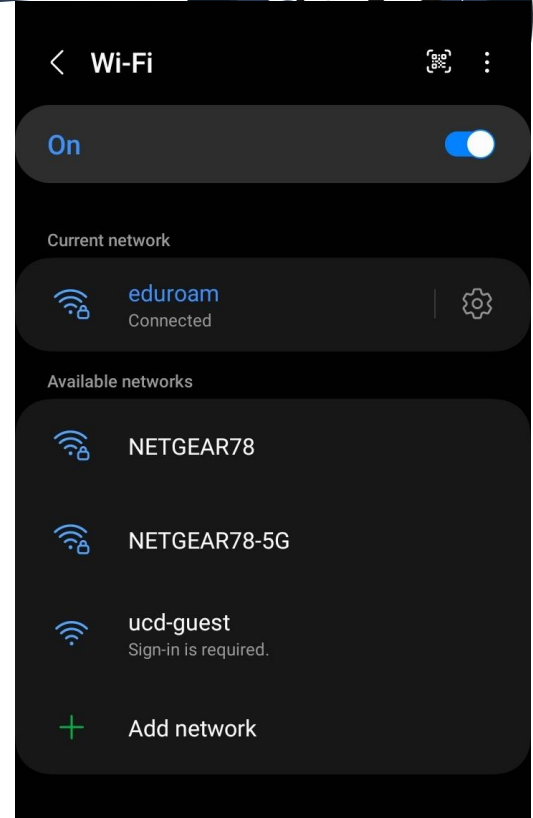 Wi-Fi
On
Current network
eduroam
Connected
Available networks
NETGEAR78
NETGEAR78-5G
ucd-guest
Sign-in is required.
Add network